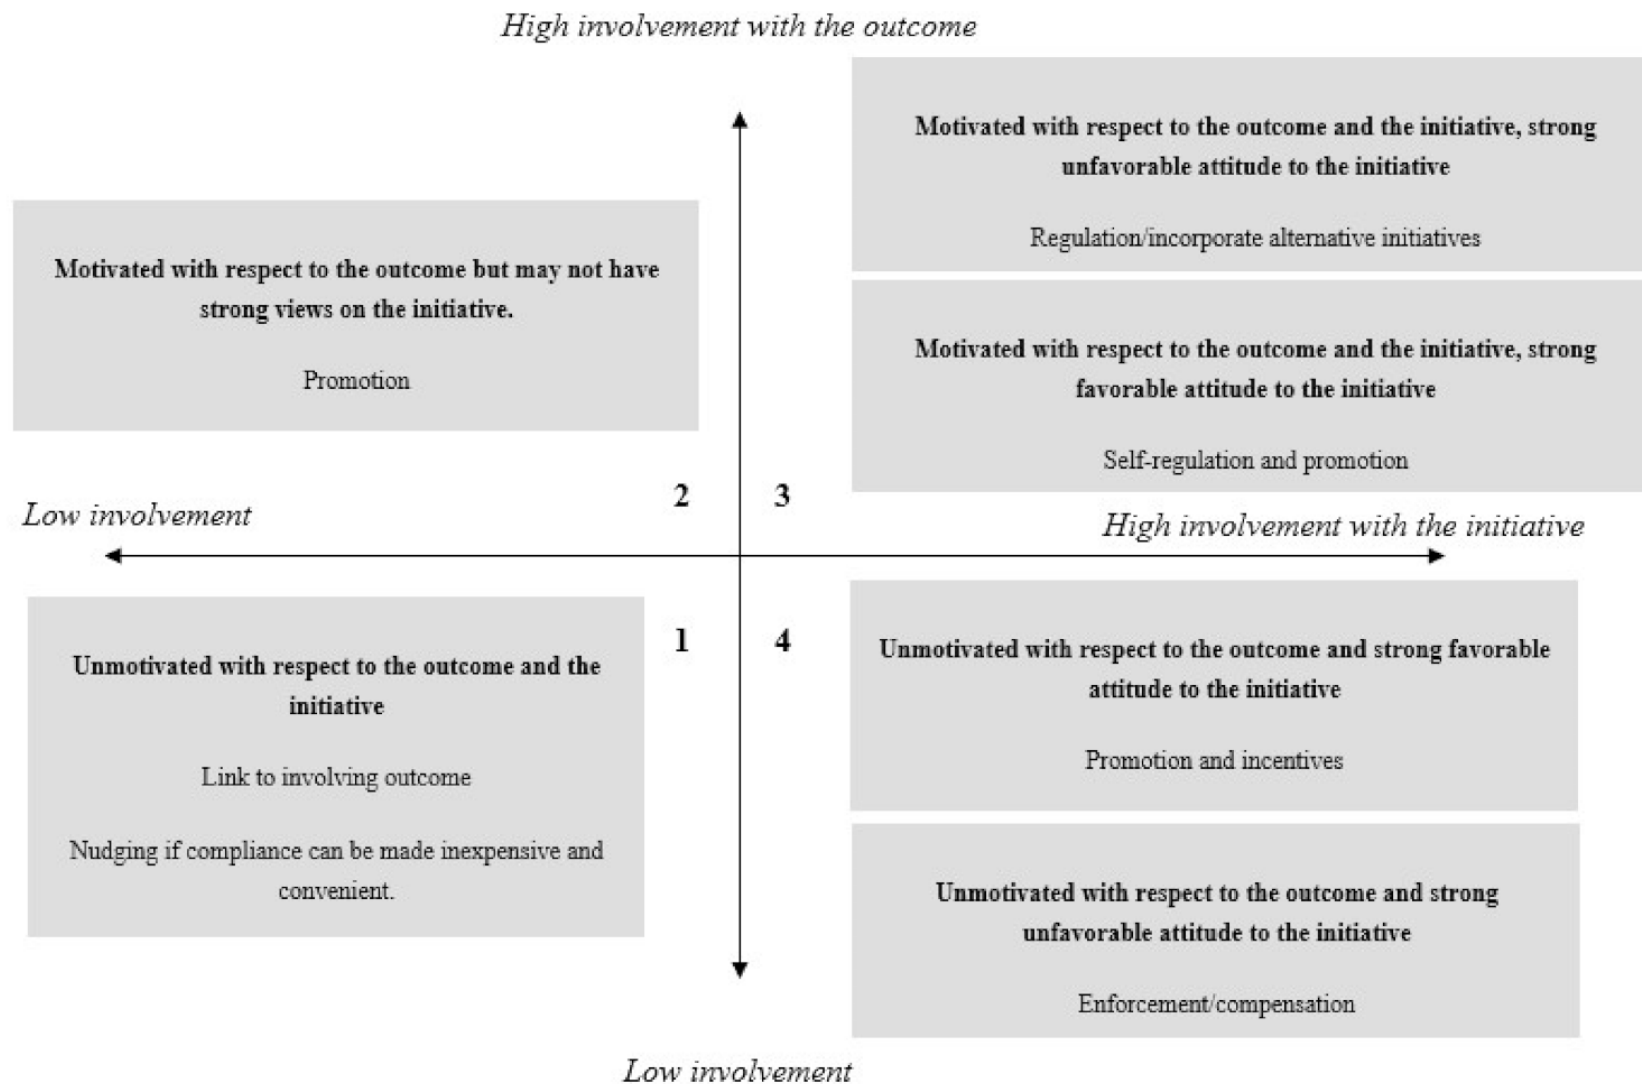 High involvement with the outcome
Motivated with respect to the outcome and the initiative, strong
unfavorable attitude to the initiative
Regulation/incorporate alternative initiatives
Motivated with respect to the outcome but may not have
strong views on the initiative.
Promotion
Motivated with respect to the outcome and the initiative, strong
favorable attitude to the initiative
Self-regulation and promotion
2
3
Low involvement
High involvement with the initiative
1
4
Unmotivated with respect to the outcome and the
initiative
Link to involving outcome
Nudging if compliance can be made inexpensive and
convenient.
Unmotivated with respect to the outcome and strong favorable
attitude to the initiative
Promotion and incentives
Unmotivated with respect to the outcome and strong
unfavorable attitude to the initiative
Enforcement/compensation
Low involvement